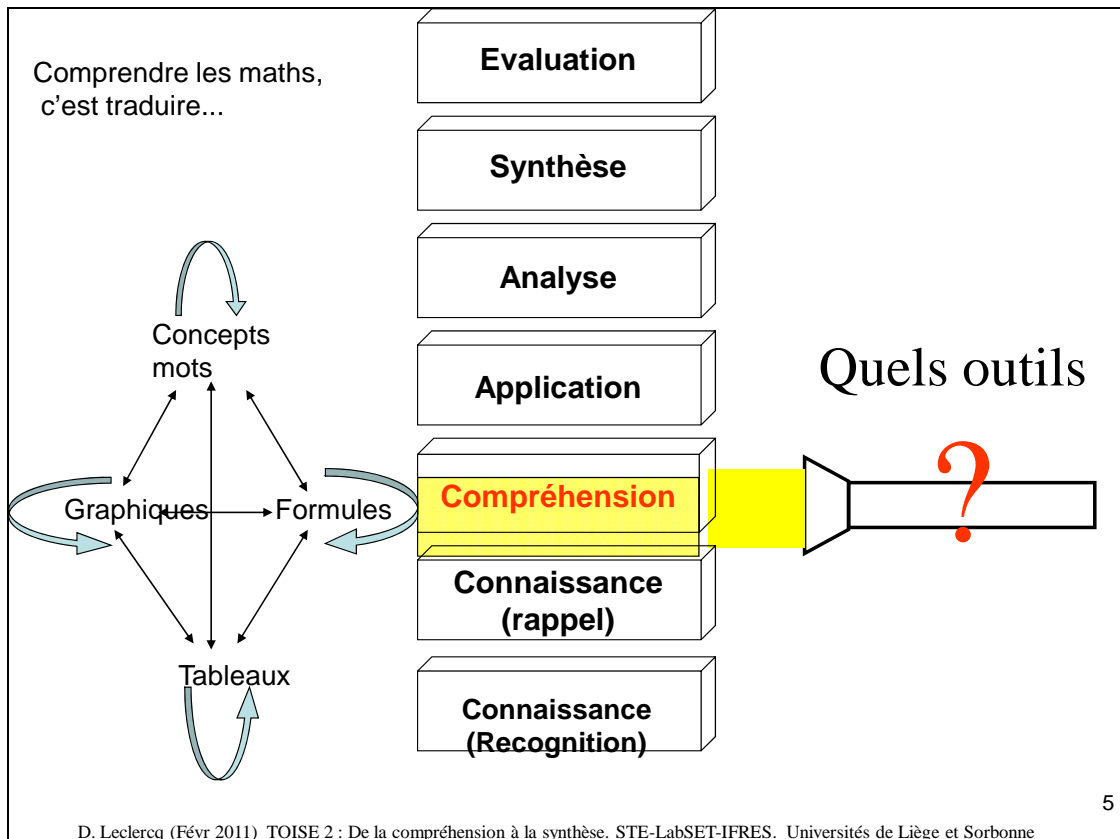 Comprendre les maths,
c'est traduire...
Concepts
mots
Graphiques
Formules
Tableaux
Evaluation
Synthèse
Analyse
Application
Compréhension
Connaissance
(rappel)
Connaissance
(Recognition)
Quels outils
?
5
D. Leclercq (Févr 2011) TOISE 2 : De la compréhension à la synthèse. STE-LabSET-IFRES. Universités de Liège et Sorbonne